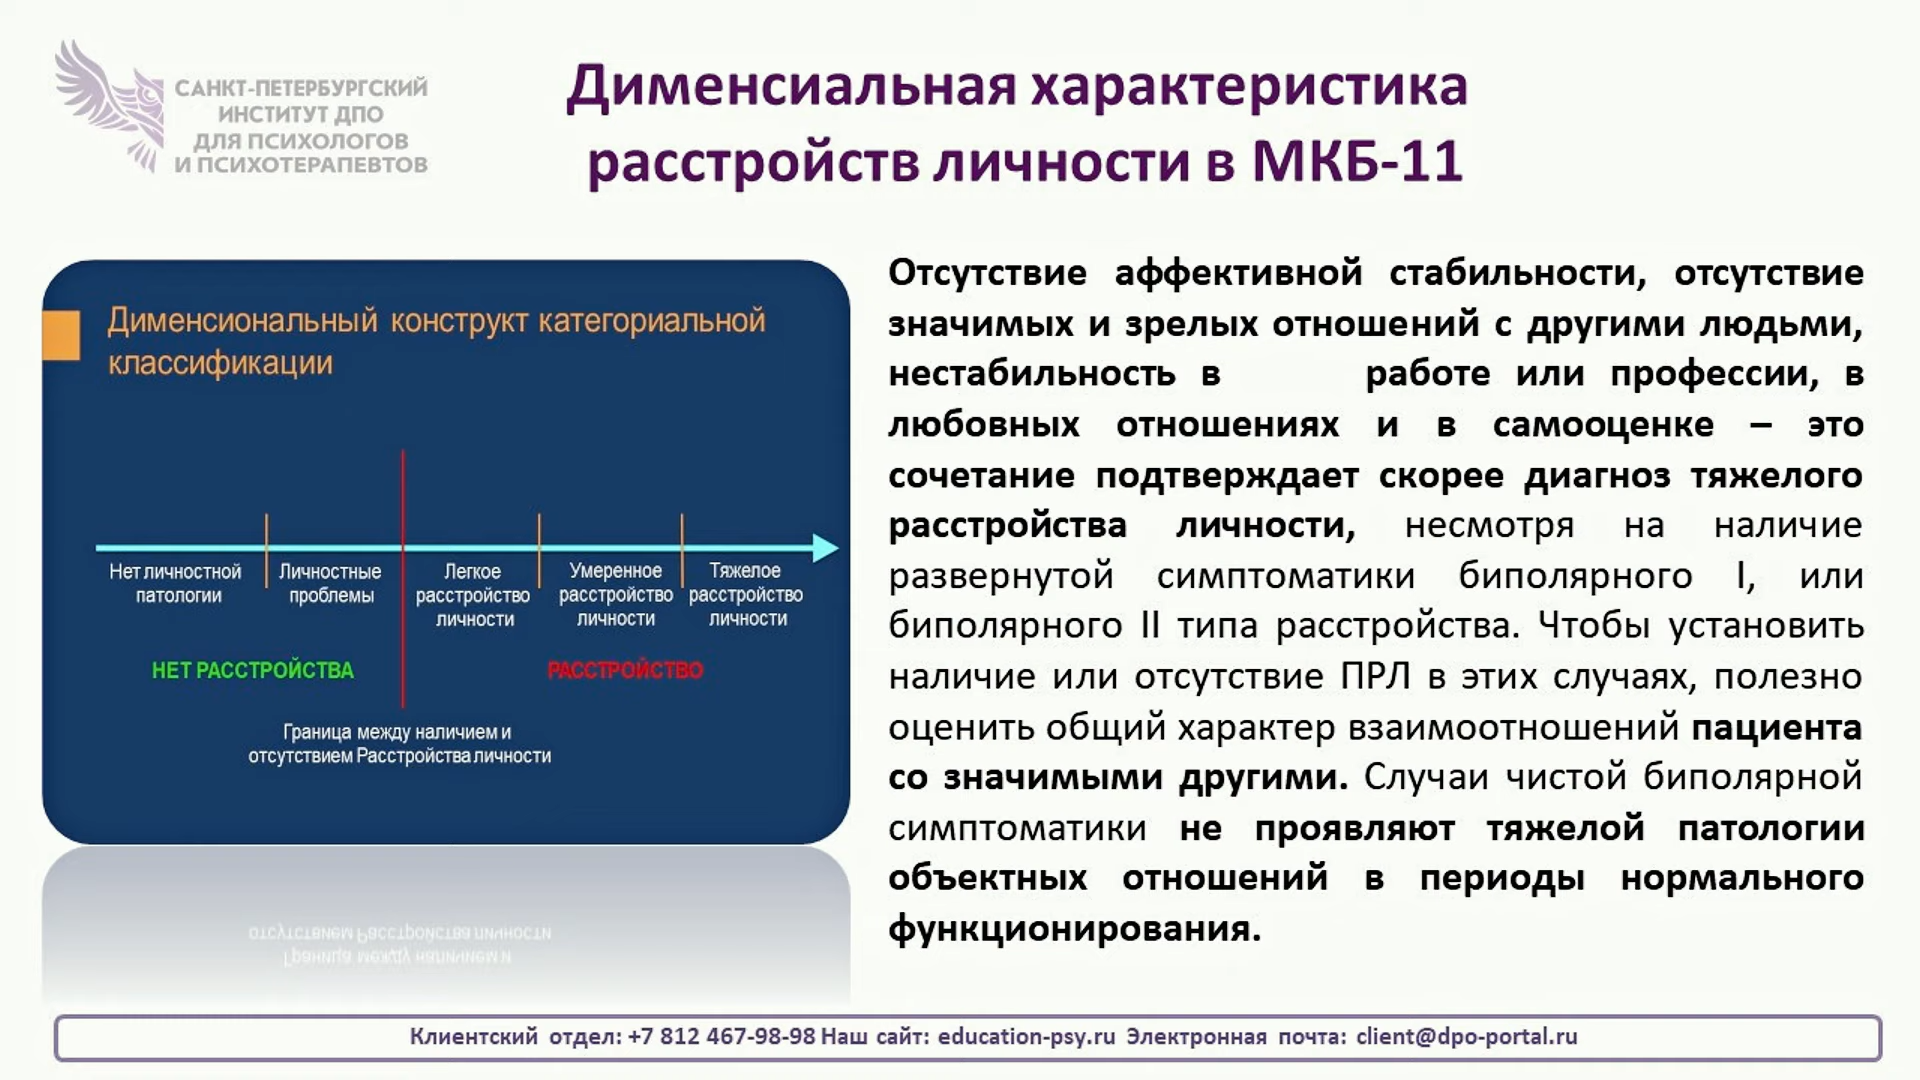 САНКТ-ПЕТЕРБУРГСКИЙ
ИНСТИТУТ ДПО
ДЛЯ ПСИХОЛОГОВ
И ПСИХОТЕРАПЕВТОВ
Дименсиальная характеристика
расстройств личности в МКБ-11
Дименсиональный конструкт категориальной
классификации
Нет личностной
патологии
Личностные
проблемы
Легкое
расстройство
личности
Умеренное
расстройство
личности
Тяжелое
расстройство
личности
НЕТ РАССТРОЙСТВА
РАССТРОЙСТВО
Граница между наличием и
отсутствием Расстройства личности
Отсутствие аффективной стабильности, отсутствие
значимых и зрелых отношений с другими людьми,
нестабильность в работе или профессии, в
любовных отношениях и в самооценке – это
сочетание подтверждает скорее диагноз тяжелого
расстройства личности, несмотря на наличие
развернутой симптоматики биполярного I, или
биполярного II типа расстройства. Чтобы установить
наличие или отсутствие ПРЛ в этих случаях, полезно
оценить общий характер взаимоотношений пациента
со значимыми другими. Случаи чистой биполярной
симптоматики не проявляют тяжелой патологии
объектных отношений в периоды нормального
функционирования.
Клиентский отдел: +7 812 467-98-98 Наш сайт: education-psy.ru Электронная почта: client@dpo-portal.ru